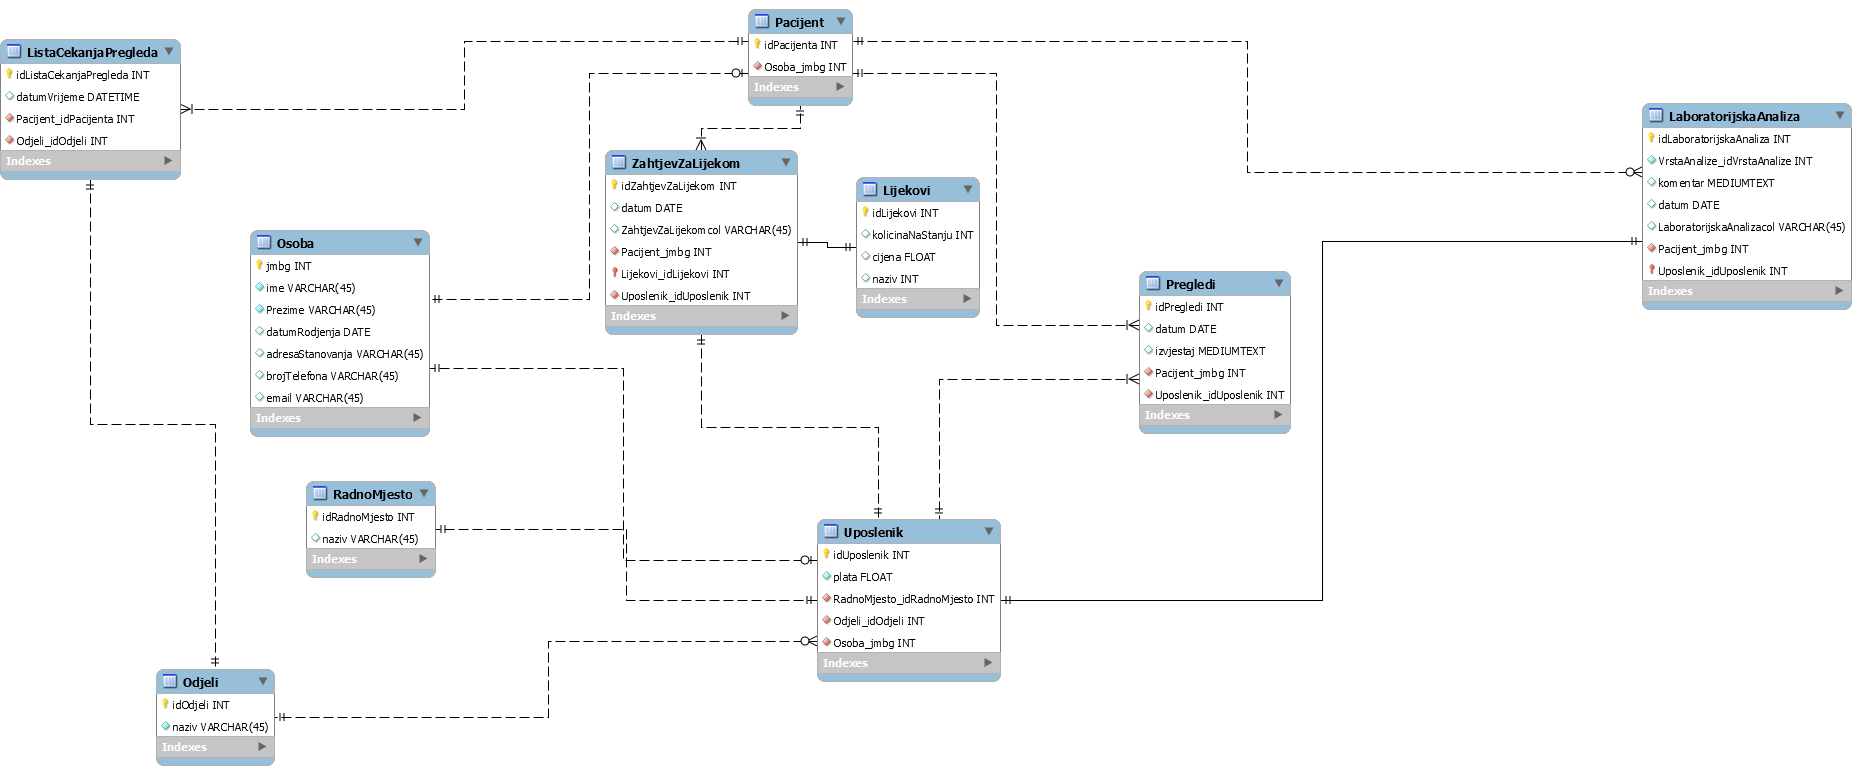 Pacijent
idPacijenta INT
Osoba_jmbg INT
Indexes
ListaCekanjaPregleda
idListaCekanjaPregleda INT
datumVrijeme DATETIME
Pacijent_idPacijenta INT
Odjeli_idOdjeli INT
Indexes
LaboratorijskaAnaliza
idLaboratorijskaAnaliza INT
VrstaAnalize_idVrstaAnalize INT
komentar MEDIUMTEXT
datum DATE
LaboratorijskaAnalizacol VARCHAR(45)
Pacijent_jmbg INT
Uposlenik_idUposlenik INT
Indexes
ZahtjevZaLijekom
idZahtjevZaLijekom INT
datum DATE
ZahtjevZaLijekomcol VARCHAR(45)
Pacijent_jmbg INT
Lijekovi_idLijekovi INT
Uposlenik_idUposlenik INT
Indexes
Lijekovi
idLijekovi INT
kolicinaNaStanju INT
cijena FLOAT
naziv INT
Indexes
Osoba
jmbg INT
ime VARCHAR(45)
Prezime VARCHAR(45)
datumRodjenja DATE
adresaStanovanja VARCHAR(45)
brojTelefona VARCHAR(45)
email VARCHAR(45)
Indexes
Pregledi
idPregledi INT
datum DATE
izvjestaj MEDIUMTEXT
Pacijent_jmbg INT
Uposlenik_idUposlenik INT
Indexes
RadnoMjesto
idRadnoMjesto INT
naziv VARCHAR(45)
Indexes
Uposlenik
idUposlenik INT
plata FLOAT
RadnoMjesto_idRadnoMjesto INT
Odjeli_idOdjeli INT
Osoba_jmbg INT
Indexes
Odjeli
idOdjeli INT
naziv VARCHAR(45)
Indexes